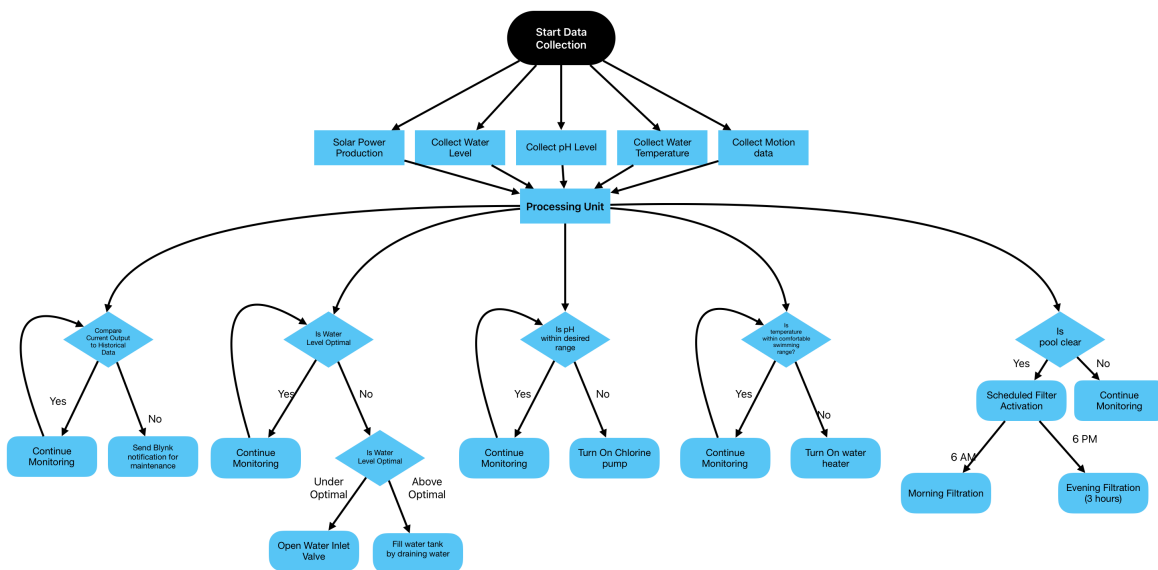 Start Data
Collection
Solar Power
Production
Collect Water
Level
Collect pH Level
Collect Water
Temperature
Collect Motion
data
Processing Unit
Compare
Current Output
to Historical
Data
Is Water
Level Optimal
Is pH
within desired
range
Is
temperature
within comfortable
swimming
range?
Is
pool clear
Yes
No
Yes
No
Yes
No
Yes
No
Yes
No
Continue
Monitoring
Send Blynk
notification for
maintenance
Continue
Monitoring
Is Water
Level Optimal
Continue
Monitoring
Turn On Chlorine
pump
Continue
Monitoring
Turn On water
heater
Scheduled Filter
Activation
Continue
Monitoring
6 AM
6 PM
Under
Optimal
Above
Optimal
Morning Filtration
Evening Filtration
(3 hours)
Open Water Inlet
Valve
Fill water tank
by draining water